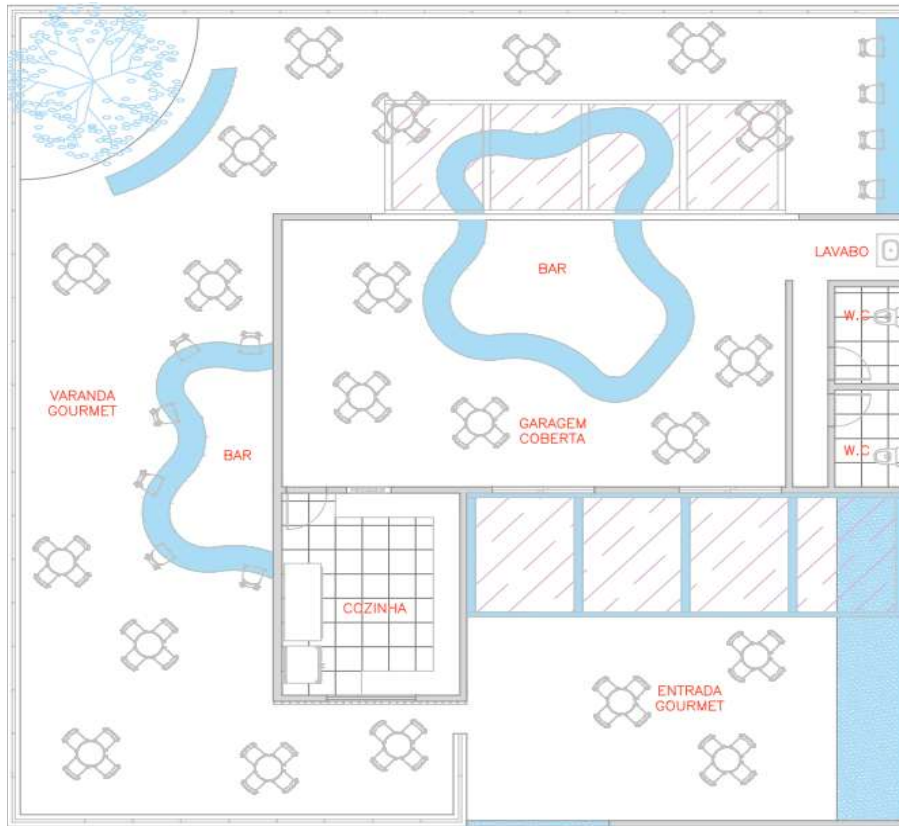 LAVABO
BAR
W.C
VARANDA
GOURMET
GARAGEM
COBERTA
BAR
W.C
COZINHA
ENTRADA
GOURMET